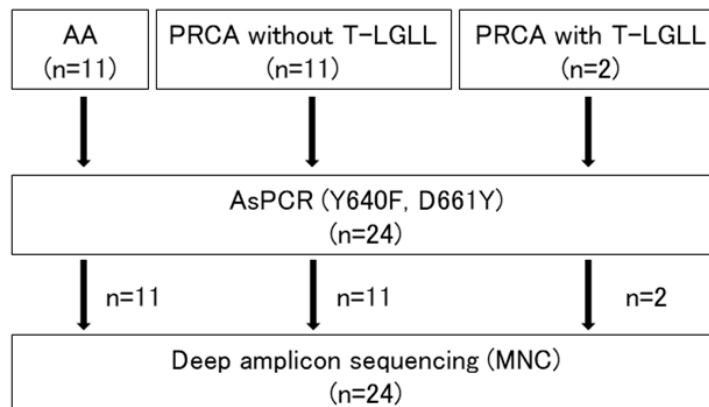 AA
(n=11)
PRCA without T-LGLL
(n=11)
PRCA with T-LGLL
(n=2)
AsPCR (Y640F, D661Y)
(n=24)
n=11
n=11
n=2
Deep amplicon sequencing (MNC)
(n=24)